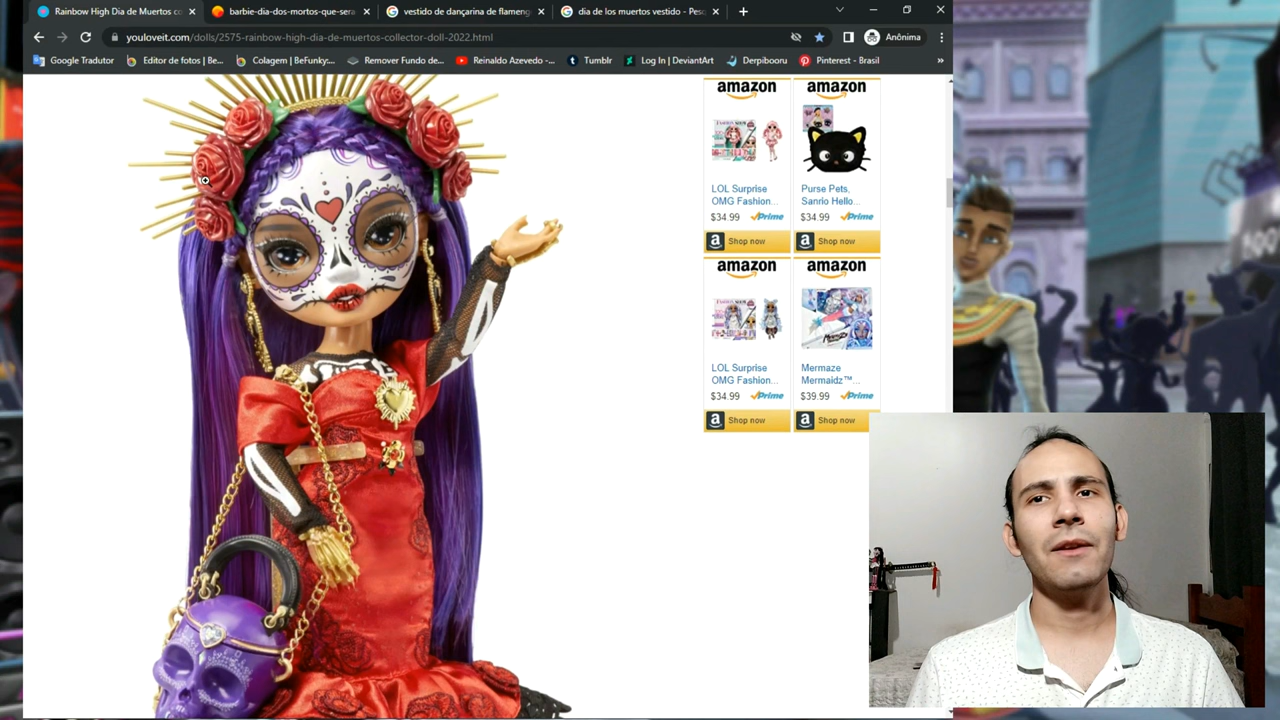 Rainbow High Dia de Muertos c
barbie-dia-dos-mortos-que-sera
vestido de dançarina de flameng
dia de los muertos vestido - Pesq
youloveit.com/dolls/2575-rainbow-high-dia-de-muertos-collector-doll-2022.html
Anônima
Google Tradutor
Editor de fotos | Be...
Colagem | BeFunky...
Remover Fundo de...
Reinaldo Azevedo -...
Tumblr
Log In | DeviantArt
Derpibooru
Pinterest - Brasil
amazon
amazon
LOL Surprise
OMG Fashion...
$34.99 Prime
Shop now
Purse Pets,
Sanrio Hello...
$34.99 Prime
Shop now
amazon
amazon
LOL Surprise
OMG Fashion...
$34.99 Prime
Shop now
Mermaze
Mermaidz™...
$39.99 Prime
Shop now